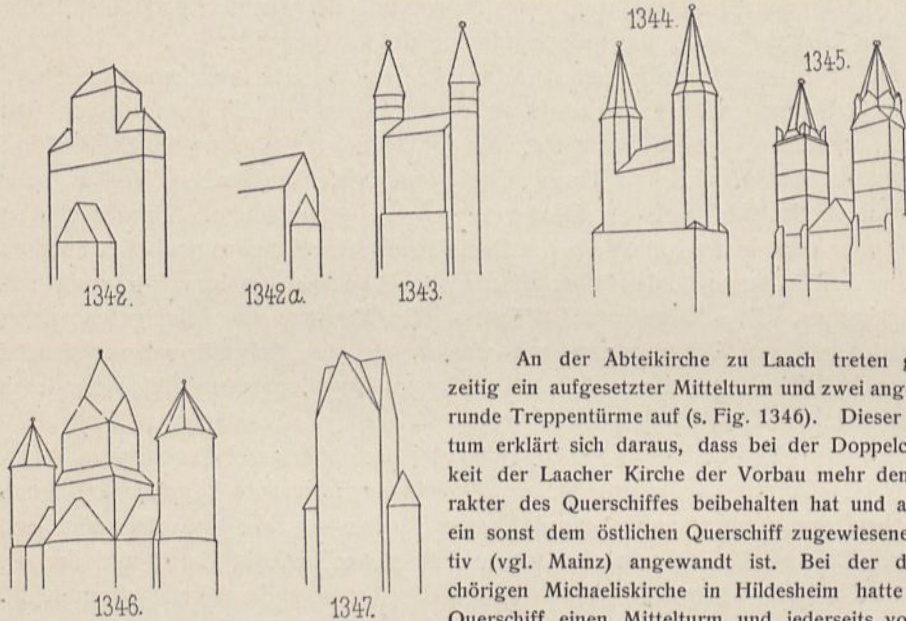 1344.
1345.
1342.
1342a.
1343.
An der Abteikirche zu Laach treten g
zeitig ein aufgesetzter Mittelturm und zwei ang
runde Treppentürme auf (s. Fig. 1346). Dieser
tum erklärt sich daraus, dass bei der Doppelc
keit der Laacher Kirche der Vorbau mehr den
rakter des Querschiffes beibehalten hat und a
ein sonst dem östlichen Querschiff zugewiesene
tiv (vgl. Mainz) angewandt ist. Bei der d
chörigen Michaeliskirche in Hildesheim hatte
Querschiff einen Mittelturm und jederseits vo
1346.
1347.